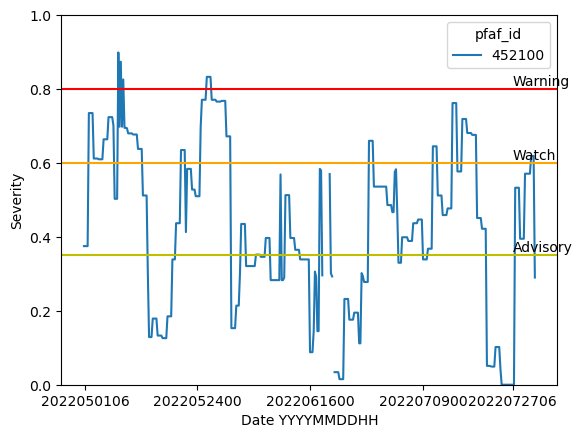 1.0
0.8
0.6
0.4
0.2
0.0
Severity
pfaf_id
452100
Warning
Watch
Advisory
2022050106
2022052400
2022061600
2022070900
2022072706
Date YYYYMMDDHH